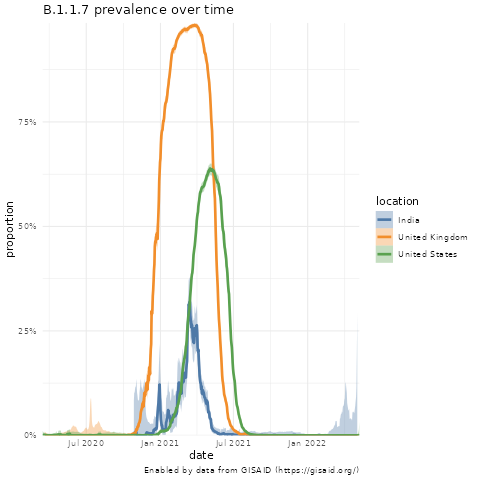 B.1.1.7 prevalence over time
proportion
75%
50%
25%
0%
Jul 2020
Jan 2021
Jul 2021
Jan 2022
date
location
India
United Kingdom
United States
Enabled by data from GISAID (https://gisaid.org/)